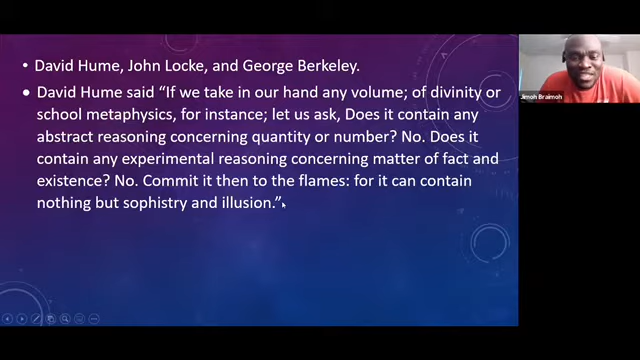 • David Hume, John Locke, and George Berkeley.
• David Hume said “If we take in our hand any volume; of divinity or
school metaphysics, for instance; let us ask, Does it contain any
abstract reasoning concerning quantity or number? No. Does it
contain any experimental reasoning concerning matter of fact and
existence? No. Commit it then to the flames: for it can contain
nothing but sophistry and illusion.”
Jimoh Braimoh